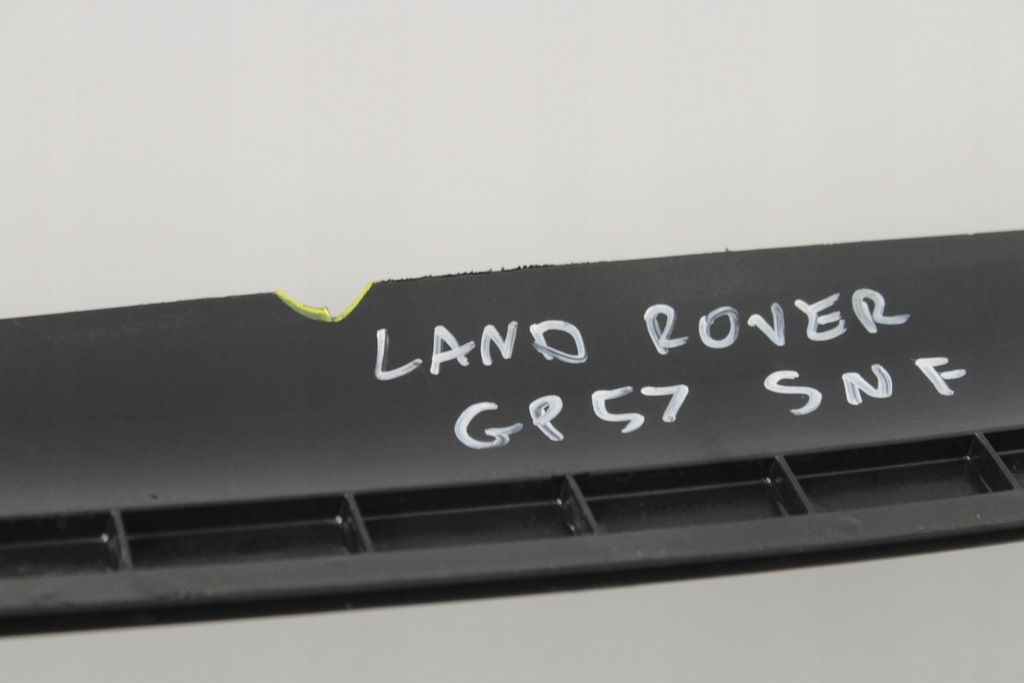 LAND ROVER
GP57 SNF